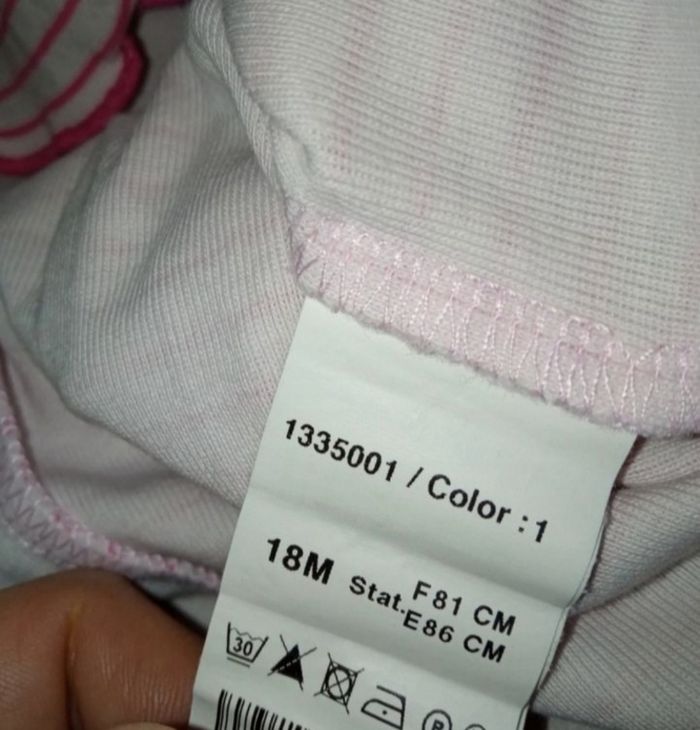 1335001 / Color : 1
18M Stat. F81 CM
E86 CM
30
P